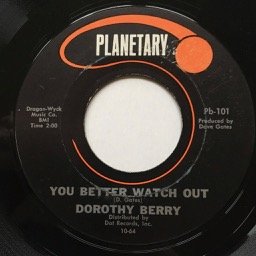 PLANETARY
Dragon-Wyck
Music Co.
BMI
Time 2:00
Pb-101
Produced by
Dave Gates
YOU BETTER WATCH OUT
(D. Gates)
DOROTHY BERRY
Distributed by
Dot Records, Inc.
10-64